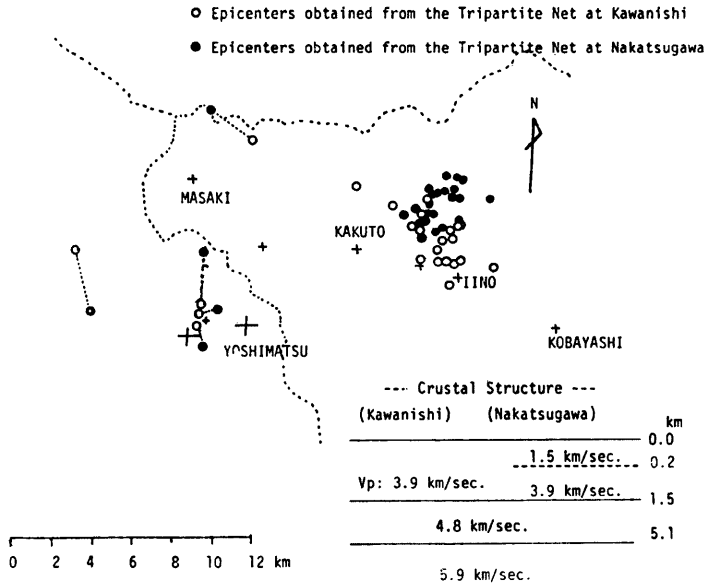 Epicenters obtained from the Tripartite Net at Kawanishi
Epicenters obtained from the Tripartite Net at Nakatsugawa
N
MASAKI
KAKUTO
IINO
YOSHIMATSU
KOBAYASHI
--- Crustal Structure ---
(Kawanishi) (Nakatsugawa) km
0.0
1.5 km/sec. 0.2
Vp: 3.9 km/sec. 3.9 km/sec. 1.5
4.8 km/sec. 5.1
5.9 km/sec.
0 2 4 6 8 10 12 km